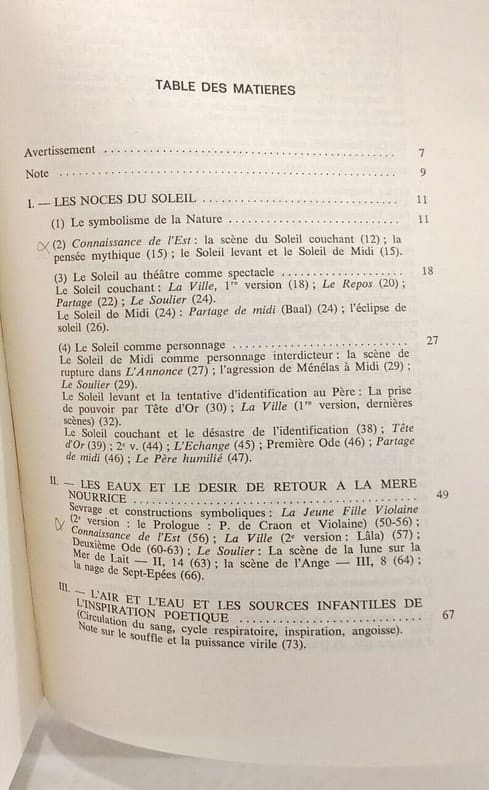 TABLE DES MATIERES
Avertissement ........ 7
Note ........ 9
I. — LES NOCES DU SOLEIL ........ 11
(1) Le symbolisme de la Nature ........ 11
(2) Connaissance de l'Est : la scène du Soleil couchant (12) ; la
pensée mythique (15) ; le Soleil levant et le Soleil de Midi (15).
(3) Le Soleil au théâtre comme spectacle ........ 18
Le Soleil couchant : La Ville, 1re version (18) ; Le Repos (20) ;
Partage (22) ; Le Soulier (24).
Le Soleil de Midi (24) : Partage de midi (Baal) (24) ; l'éclipse de
soleil (26).
(4) Le Soleil comme personnage ........ 27
Le Soleil de Midi comme personnage interdicteur : la scène de
rupture dans L'Annonce (27) ; l'agression de Ménélas à Midi (29) ;
Le Soulier (29).
Le Soleil levant et la tentative d'identification au Père : La prise
de pouvoir par Tête d'Or (30) ; La Ville (1re version, dernières
scènes) (32).
Le Soleil couchant et le désastre de l'identification (38) ; Tête
d'Or (39) ; 2e v. (44) ; L'Echange (45) ; Première Ode (46) ; Partage
de midi (46) ; Le Père humilié (47).
II. — LES EAUX ET LE DESIR DE RETOUR A LA MERE
NOURRICE ........ 49
Sevrage et constructions symboliques : La Jeune Fille Violaine
(2e version : le Prologue : P. de Craon et Violaine) (50-56) ;
Connaissance de l'Est (56) ; La Ville (2e version : Lâla) (57) ;
Deuxième Ode (60-63) ; Le Soulier : La scène de la lune sur la
Mer de Lait — II, 14 (63) ; la scène de l'Ange — III, 8 (64) ;
la nage de Sept-Epées (66).
III. — L'AIR ET L'EAU ET LES SOURCES INFANTILES DE
L'INSPIRATION POETIQUE ........ 67
(Circulation du sang, cycle respiratoire, inspiration, angoisse).
Note sur le souffle et la puissance virile (73).